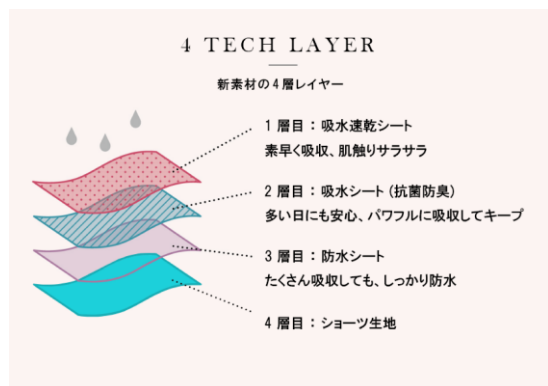 4 TECH LAYER
新素材の4層レイヤー
1 層目：吸水速乾シート
素早く吸収、肌触りサラサラ
2 層目：吸水シート (抗菌防臭)
多い日にも安心、パワフルに吸収してキープ
3 層目：防水シート
たくさん吸収しても、しっかり防水
4 層目：ショーツ生地